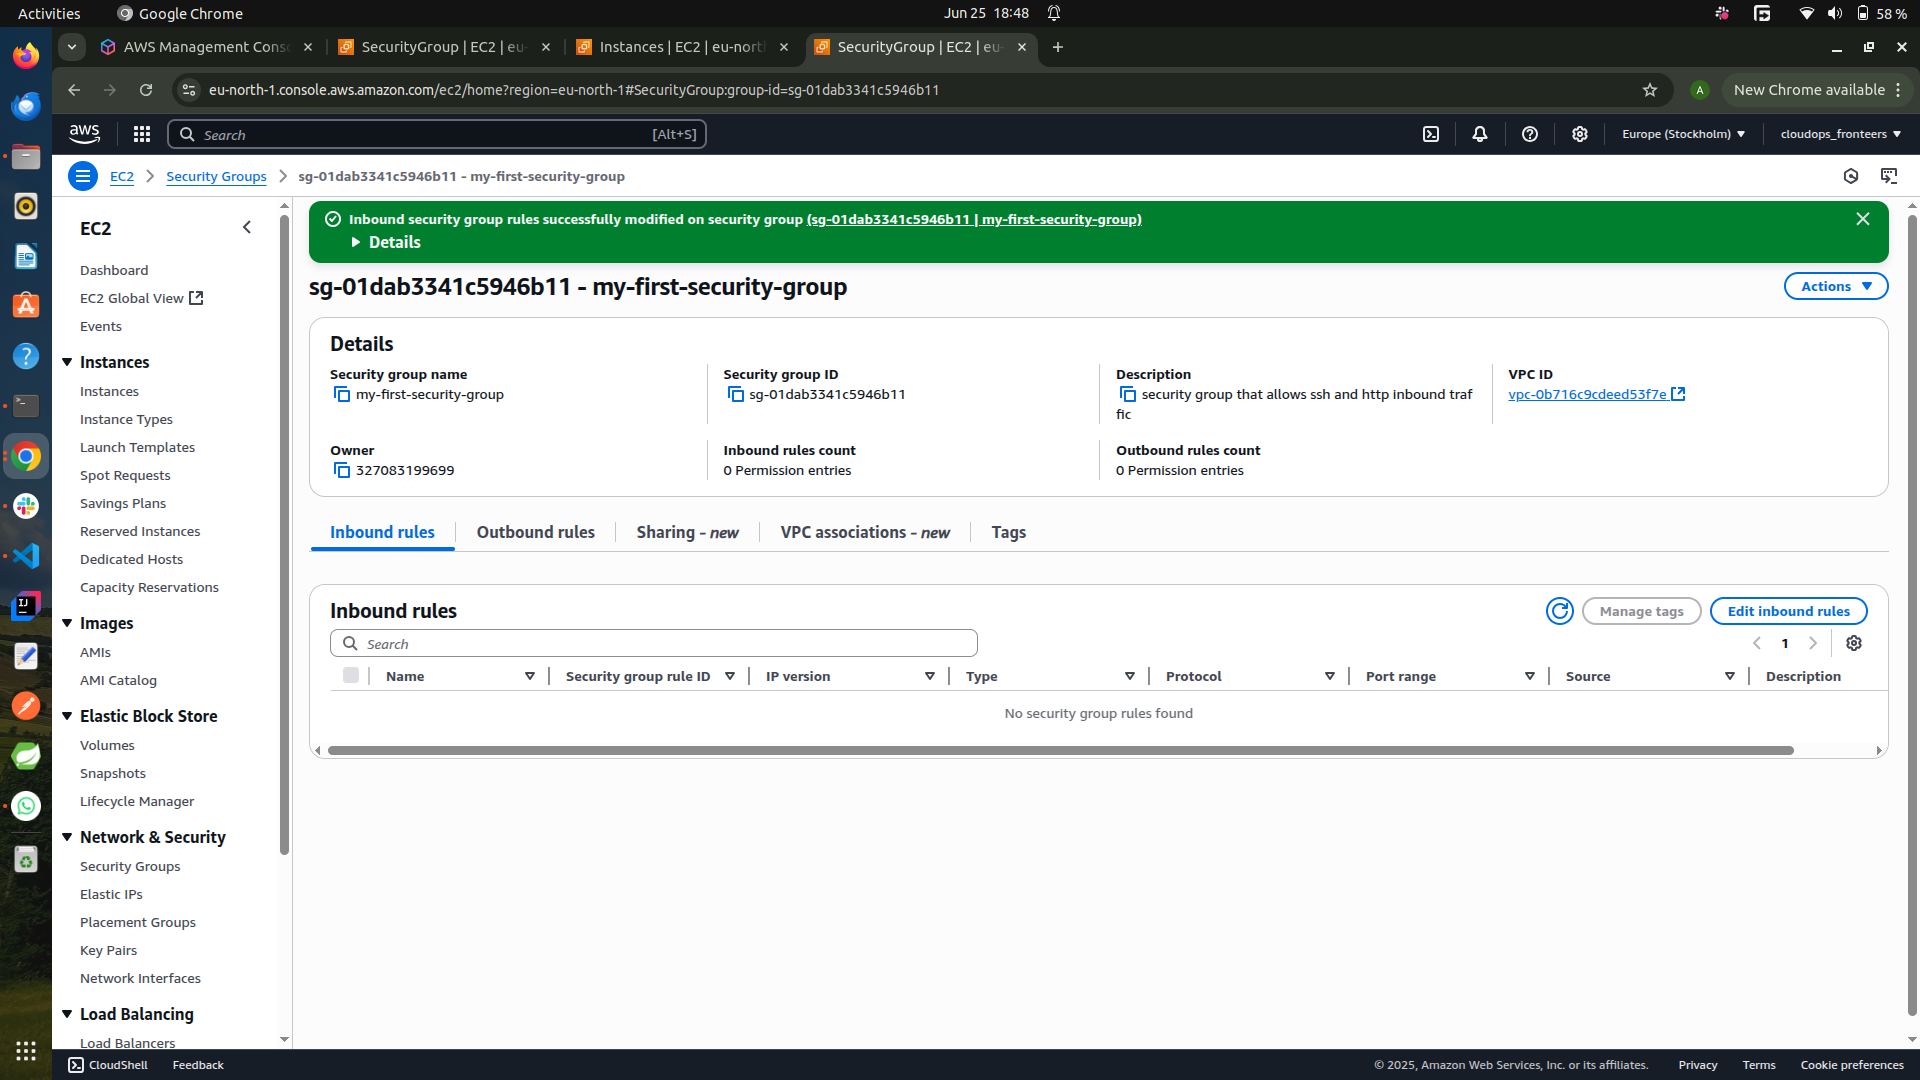 Activities
Google Chrome
Jun 25 18:48
58 %
AWS Management Conso
SecurityGroup | EC2 | eu-
Instances | EC2 | eu-north
SecurityGroup | EC2 | eu-
eu-north-1.console.aws.amazon.com/ec2/home?region=eu-north-1#SecurityGroup:group-id=sg-01dab3341c5946b11
A
New Chrome available
aws
Search
[Alt+S]
Europe (Stockholm)
cloudops_fronteers
EC2
Security Groups
sg-01dab3341c5946b11 - my-first-security-group
EC2
Dashboard
EC2 Global View
Events
Instances
Instances
Instance Types
Launch Templates
Spot Requests
Savings Plans
Reserved Instances
Dedicated Hosts
Capacity Reservations
Images
AMIs
AMI Catalog
Elastic Block Store
Volumes
Snapshots
Lifecycle Manager
Network & Security
Security Groups
Elastic IPs
Placement Groups
Key Pairs
Network Interfaces
Load Balancing
Load Balancers
Inbound security group rules successfully modified on security group (sg-01dab3341c5946b11 | my-first-security-group)
Details
sg-01dab3341c5946b11 - my-first-security-group
Actions
Details
Security group name
my-first-security-group
Security group ID
sg-01dab3341c5946b11
Description
security group that allows ssh and http inbound traf
fic
VPC ID
vpc-0b716c9cdeed53f7e
Owner
327083199699
Inbound rules count
0 Permission entries
Outbound rules count
0 Permission entries
Inbound rules
Outbound rules
Sharing - new
VPC associations - new
Tags
Inbound rules
Manage tags
Edit inbound rules
Search
1
Name
Security group rule ID
IP version
Type
Protocol
Port range
Source
Description
No security group rules found
CloudShell
Feedback
© 2025, Amazon Web Services, Inc. or its affiliates.
Privacy
Terms
Cookie preferences